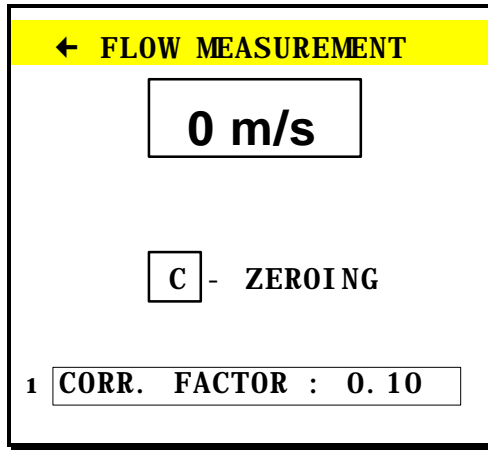 ← FLOW MEASUREMENT
0 m/s
C - ZEROING
1 CORR. FACTOR : 0.10